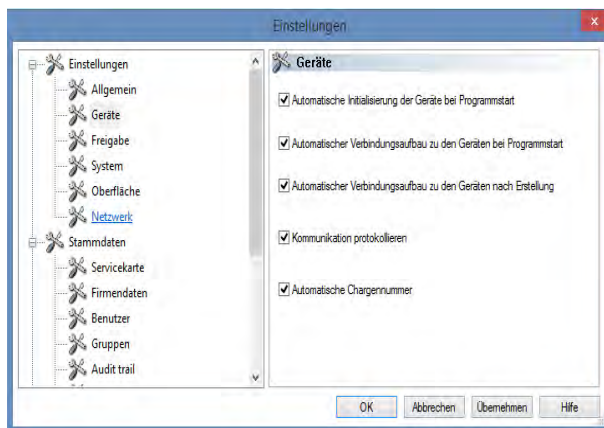 Einstellungen
Einstellungen
Allgemein
Geräte
Freigabe
System
Oberfläche
Netzwerk
Stammdaten
Servicekarte
Firmendaten
Benutzer
Gruppen
Audit trail
Geräte
Automatische Initialisierung der Geräte bei Programmstart
Automatischer Verbindungsaufbau zu den Geräten bei Programmstart
Automatischer Verbindungsaufbau zu den Geräten nach Erstellung
Kommunikation protokollieren
Automatische Chargennummer
OK Abbrechen Übernehmen Hilfe